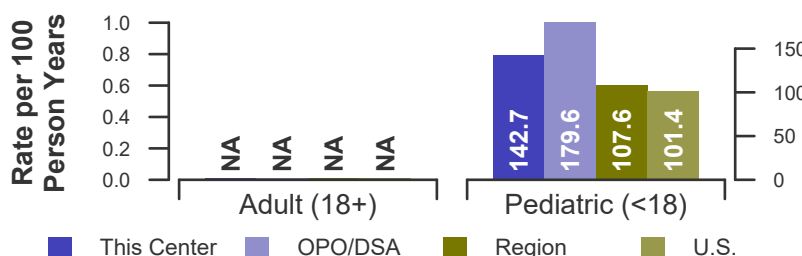 Rate per 100
Person Years
1.0
0.8
0.6
0.4
0.2
0.0
NA NA NA NA
142.7 179.6 107.6 101.4
150
100
50
0
Adult (18+) Pediatric (<18)
This Center OPO/DSA Region U.S.